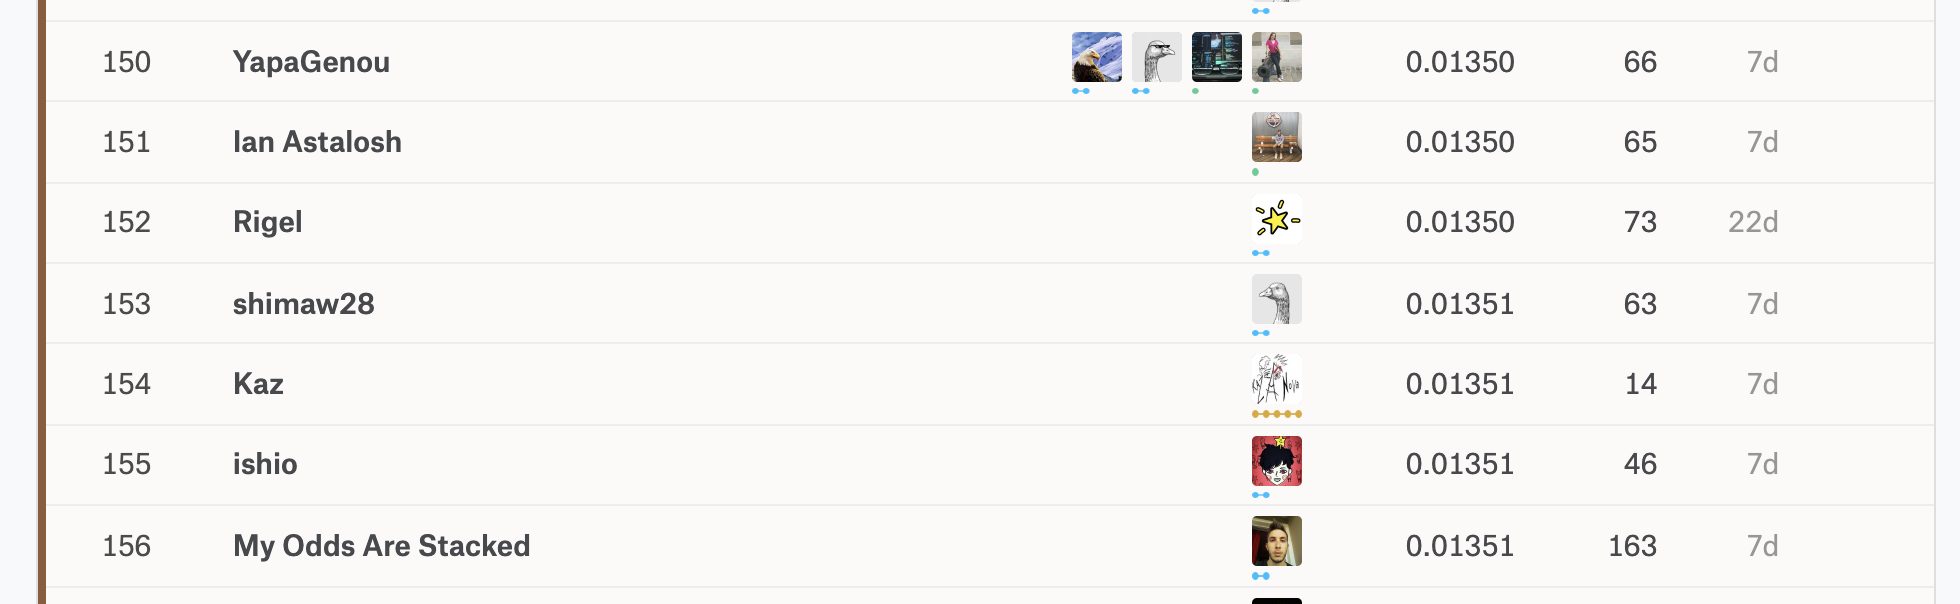 150 YapaGenou 0.01350 66 7d
151 Ian Astalosh 0.01350 65 7d
152 Rigel 0.01350 73 22d
153 shimaw28 0.01351 63 7d
154 Kaz 0.01351 14 7d
155 ishio 0.01351 46 7d
156 My Odds Are Stacked 0.01351 163 7d